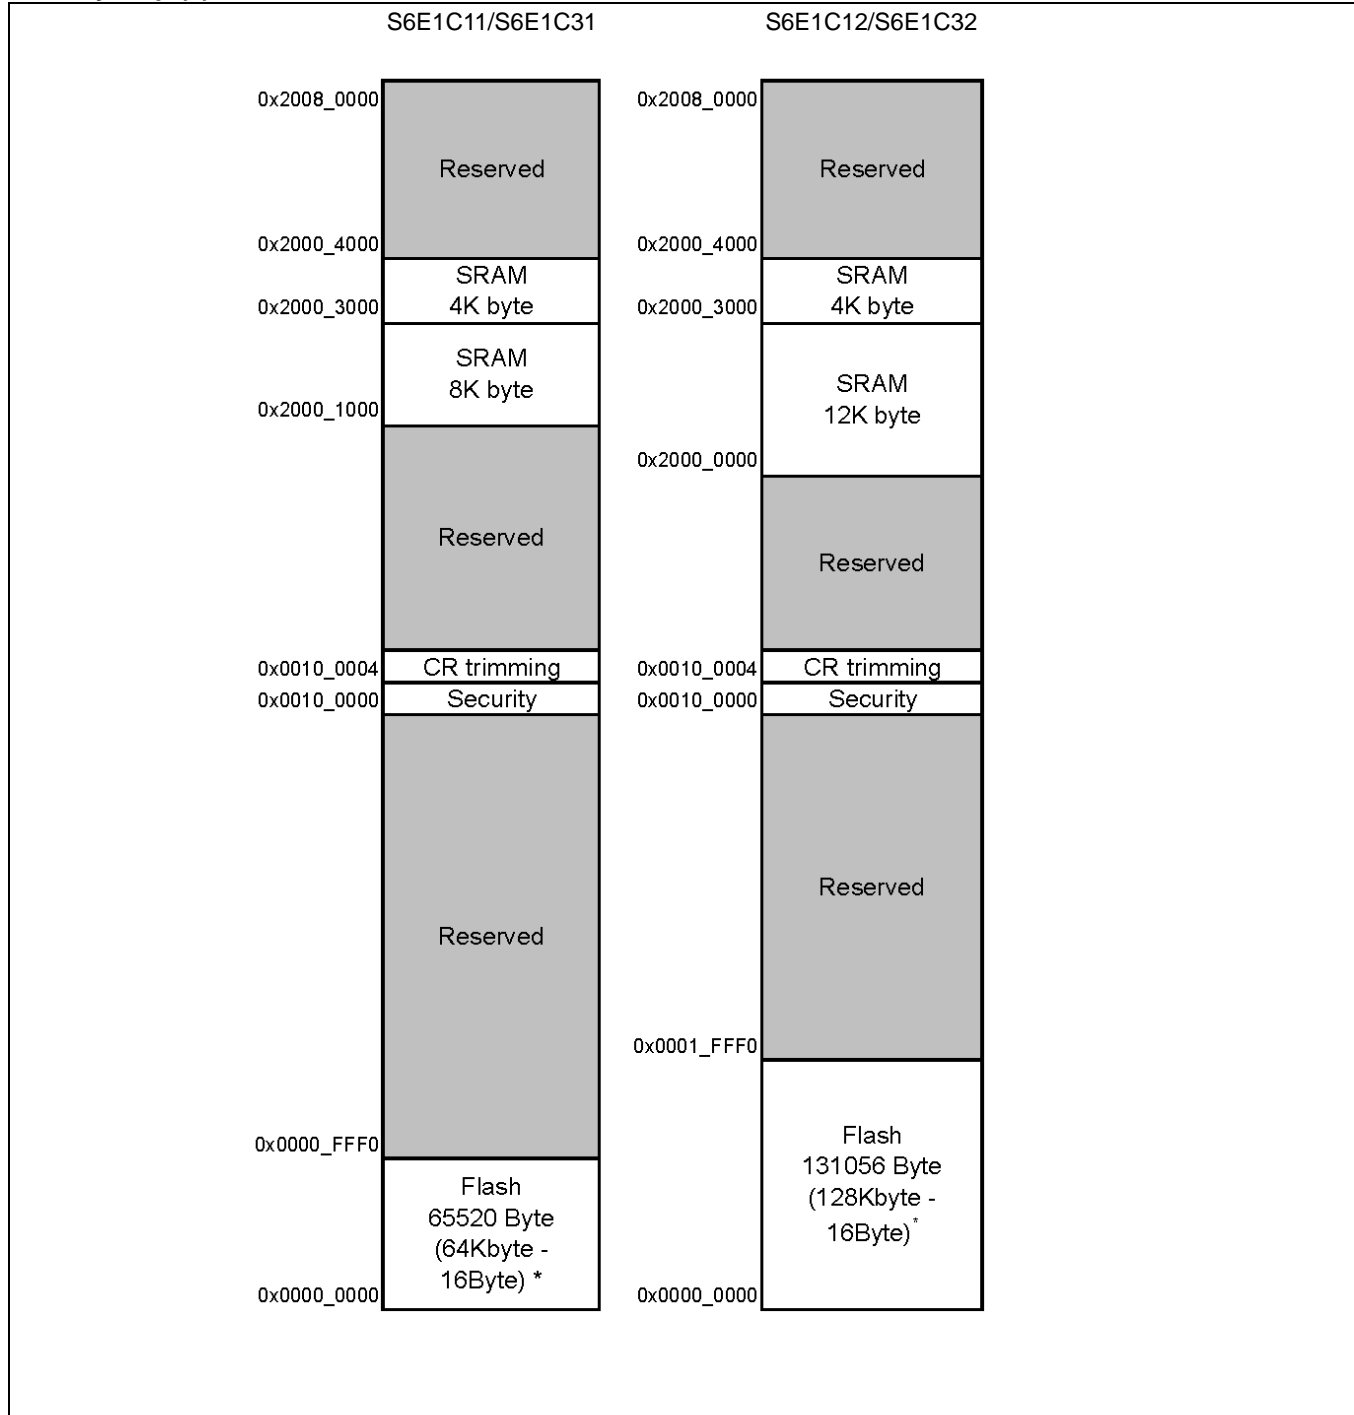 S6E1C11/S6E1C31
0x2008_0000
Reserved
0x2000_4000
SRAM
4K byte
0x2000_3000
SRAM
8K byte
0x2000_1000
Reserved
0x0010_0004
CR trimming
0x0010_0000
Security
Reserved
0x0000_FFF0
Flash
65520 Byte
(64Kbyte -
16Byte) *
0x0000_0000
S6E1C12/S6E1C32
0x2008_0000
Reserved
0x2000_4000
SRAM
4K byte
0x2000_3000
SRAM
12K byte
0x2000_0000
Reserved
0x0010_0004
CR trimming
0x0010_0000
Security
Reserved
0x0001_FFF0
Flash
131056 Byte
(128Kbyte -
16Byte)*
0x0000_0000